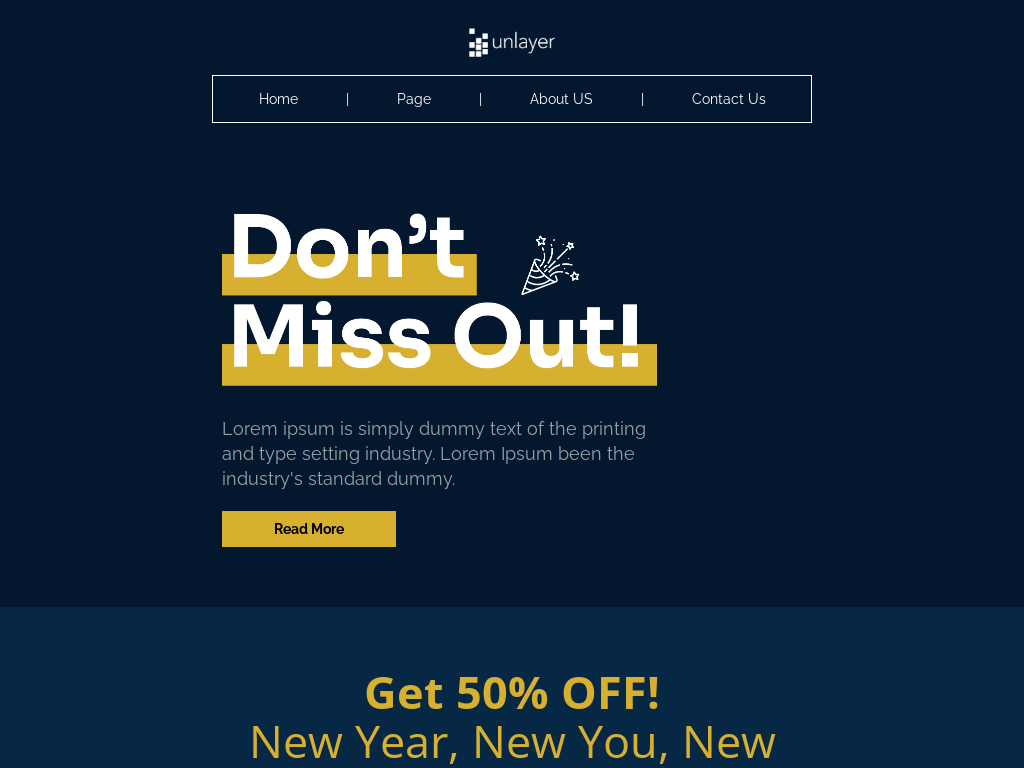 unlayer
Home | Page | About US | Contact Us
Don't
Miss Out!
Lorem ipsum is simply dummy text of the printing
and type setting industry. Lorem Ipsum been the
industry's standard dummy.
Read More
Get 50% OFF!
New Year, New You, New